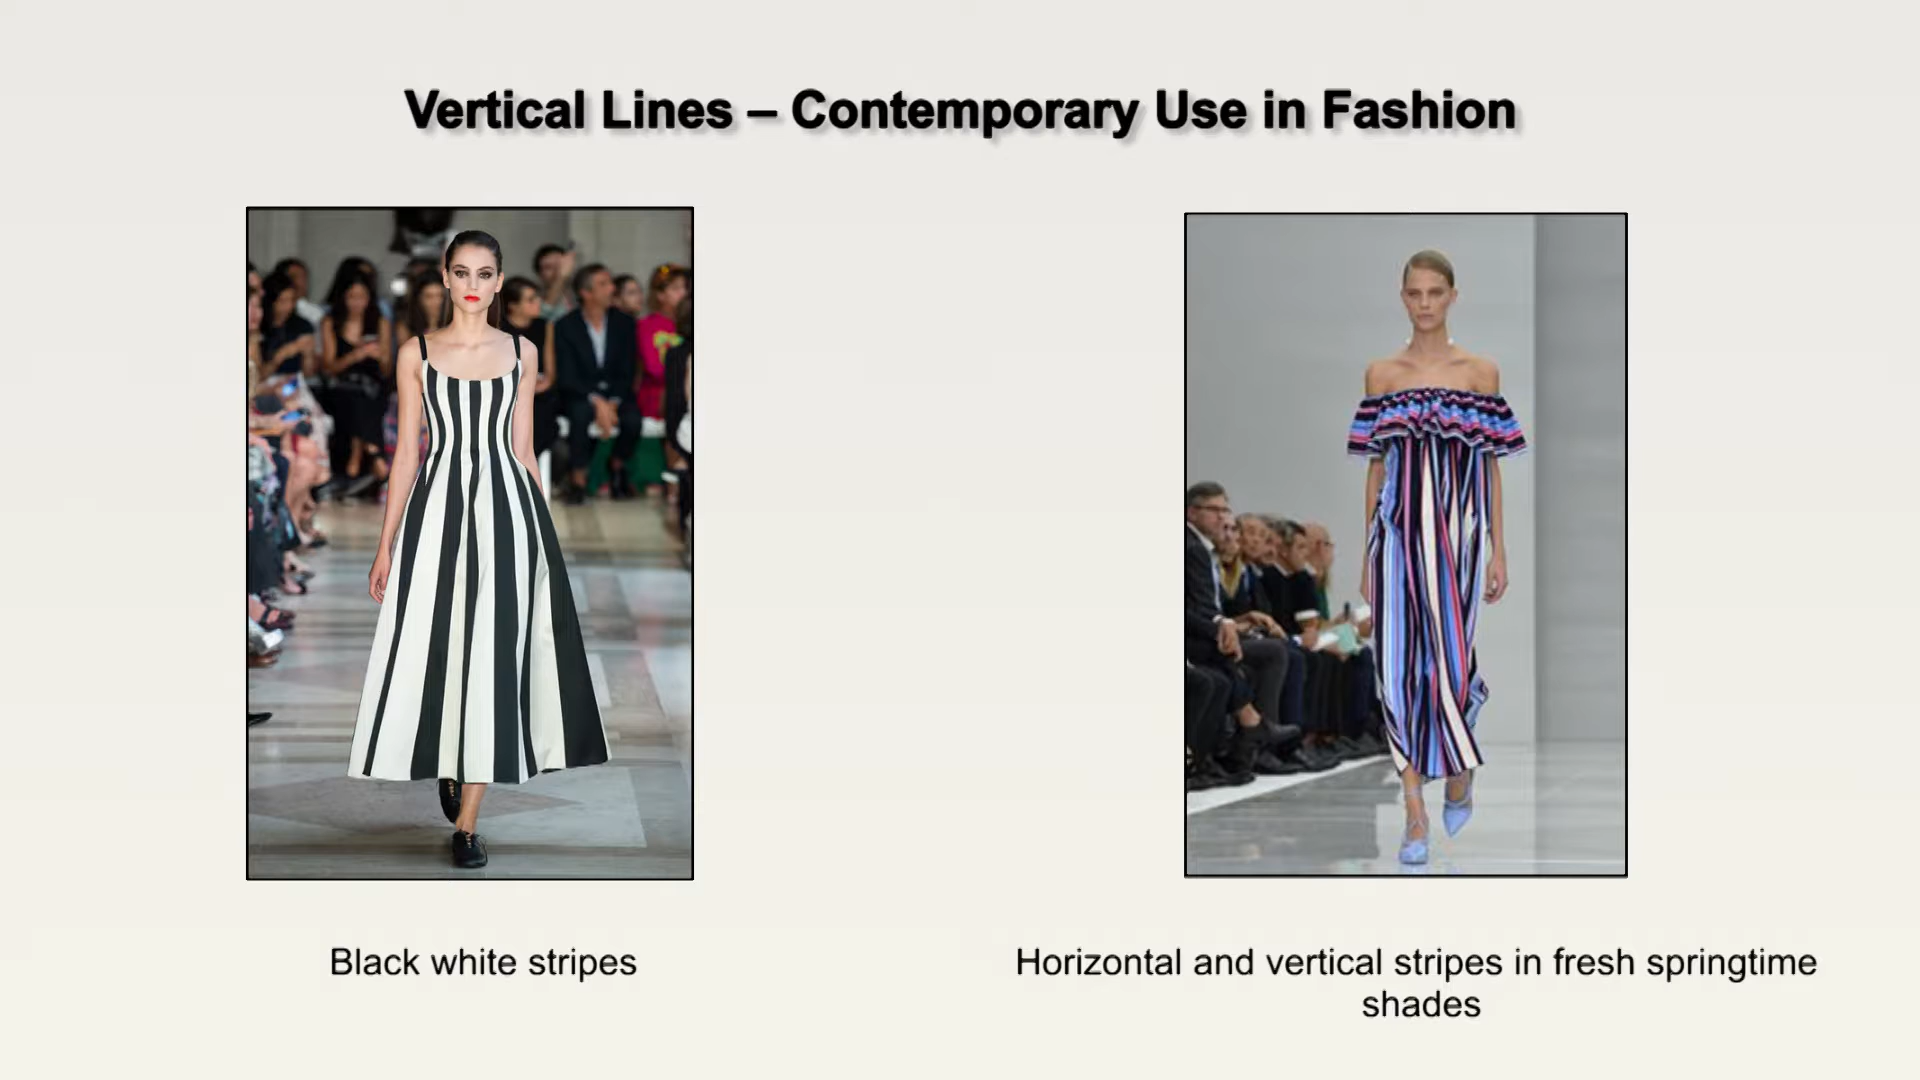 Vertical Lines – Contemporary Use in Fashion
Black white stripes
Horizontal and vertical stripes in fresh springtime
shades